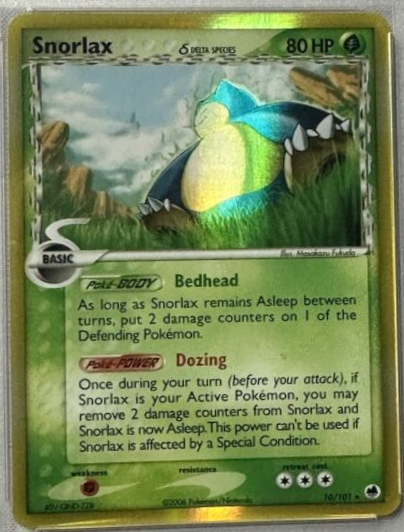 Snorlax δ DELTA SPECIES 80 HP
BASIC
Illus. Masakazu Fukuda
Poké-BODY Bedhead
As long as Snorlax remains Asleep between
turns, put 2 damage counters on 1 of the
Defending Pokémon.
Poké-POWER Dozing
Once during your turn (before your attack), if
Snorlax is your Active Pokémon, you may
remove 2 damage counters from Snorlax and
Snorlax is now Asleep. This power can't be used if
Snorlax is affected by a Special Condition.
weakness resistance retreat cost
©2006 Pokémon/Nintendo 10/101 ★